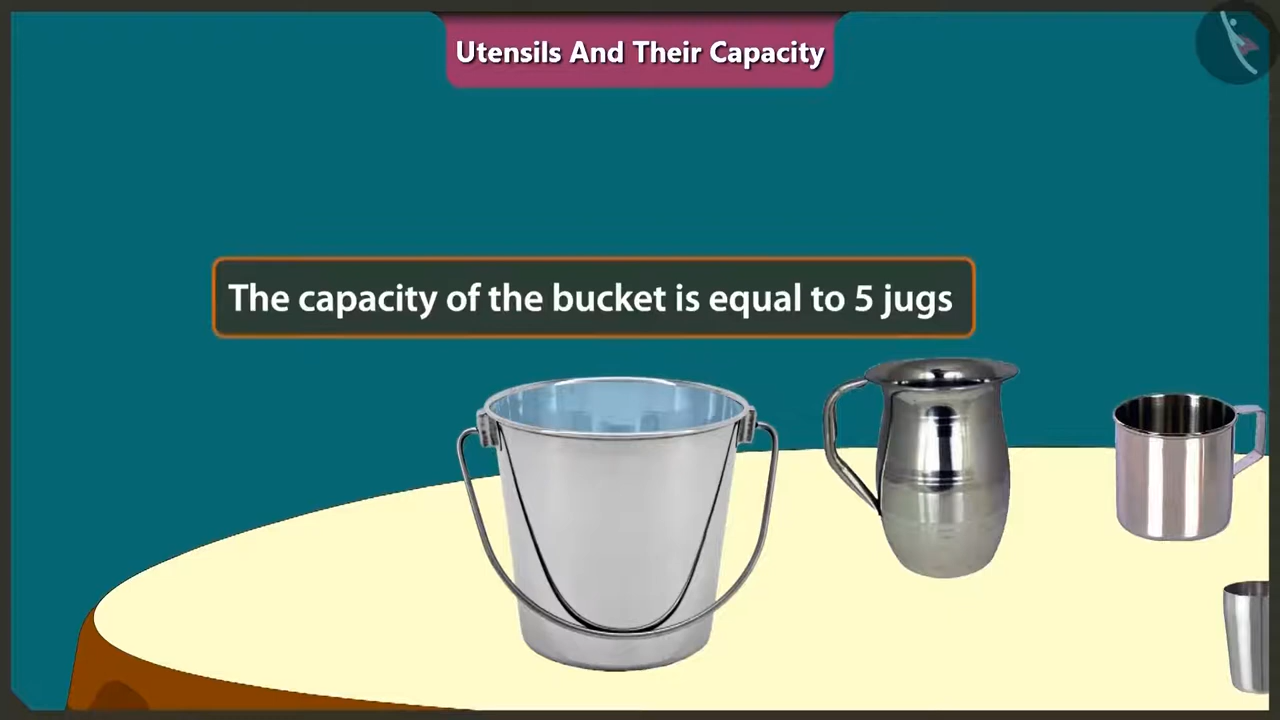 Utensils And Their Capacity
The capacity of the bucket is equal to 5 jugs